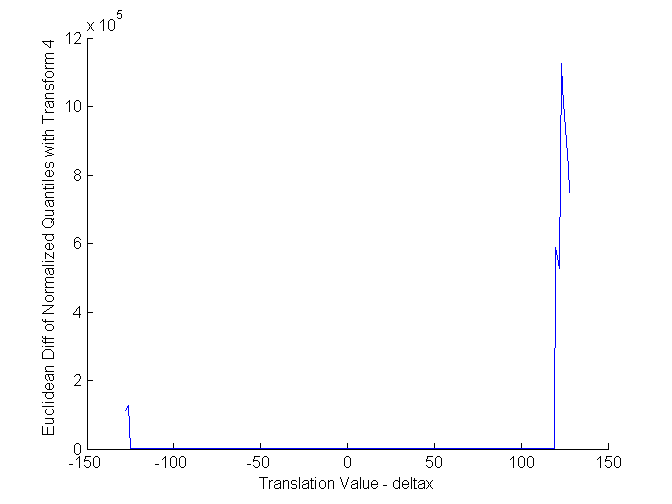 x 10^5
12
10
8
6
4
2
0
-150 -100 -50 0 50 100 150
Translation Value - deltax
Euclidean Diff of Normalized Quantiles with Transform 4